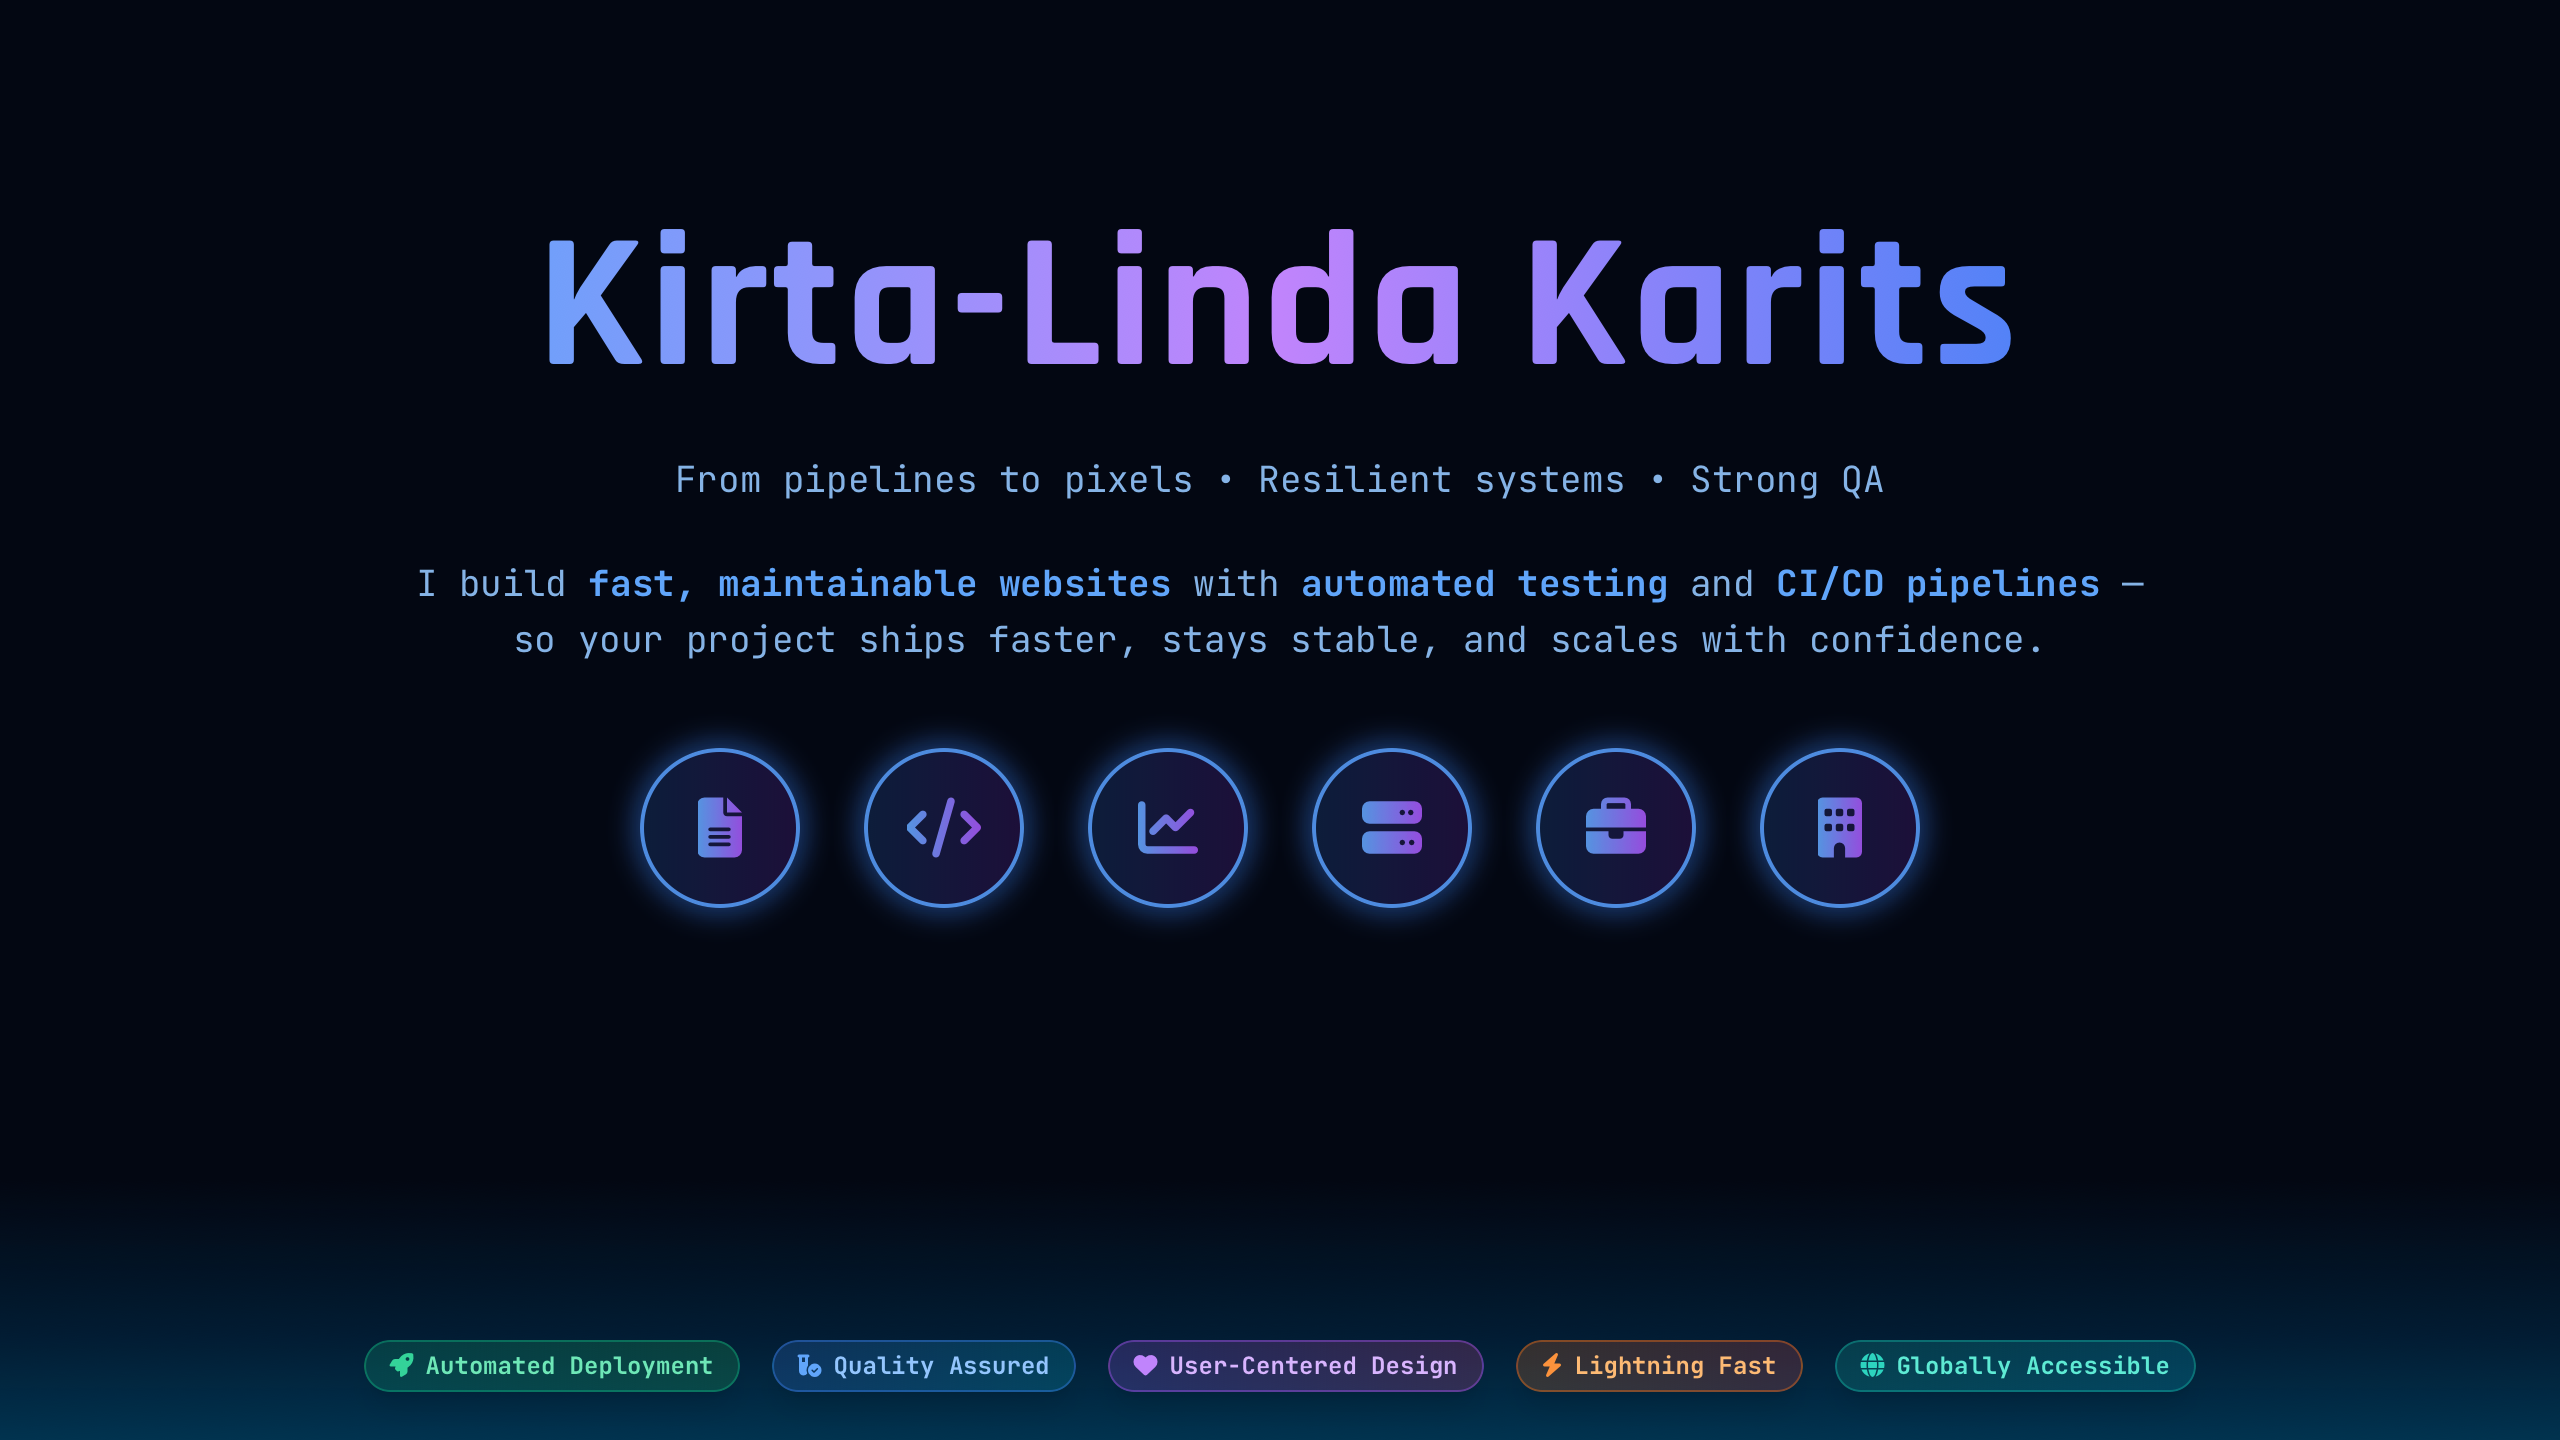 Kirta-Linda Karits
From pipelines to pixels • Resilient systems • Strong QA
I build fast, maintainable websites with automated testing and CI/CD pipelines —
so your project ships faster, stays stable, and scales with confidence.
Automated Deployment
Quality Assured
User-Centered Design
Lightning Fast
Globally Accessible